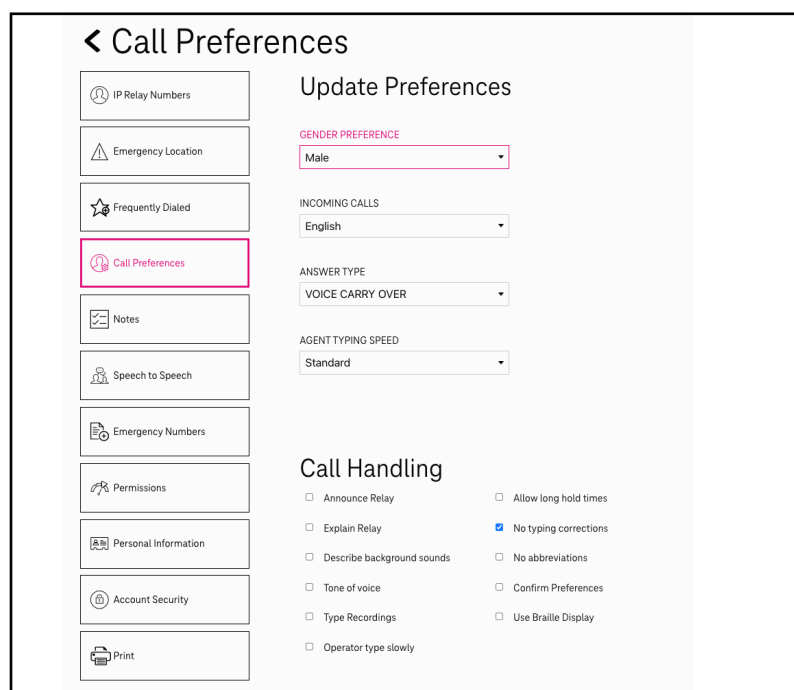 Call Preferences
IP Relay Numbers
Emergency Location
Frequently Dialed
Call Preferences
Notes
Speech to Speech
Emergency Numbers
Permissions
Personal Information
Account Security
Print
Update Preferences
GENDER PREFERENCE
Male
INCOMING CALLS
English
ANSWER TYPE
VOICE CARRY OVER
AGENT TYPING SPEED
Standard
Call Handling
Announce Relay
Explain Relay
Describe background sounds
Tone of voice
Type Recordings
Operator type slowly
Allow long hold times
No typing corrections
No abbreviations
Confirm Preferences
Use Braille Display